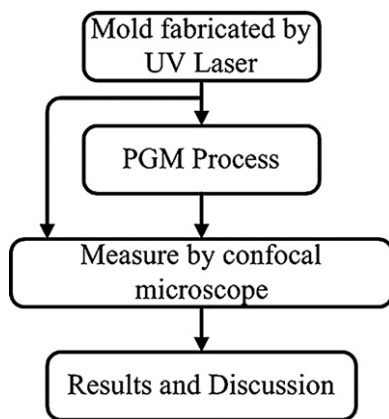 Mold fabricated by
UV Laser
PGM Process
Measure by confocal
microscope
Results and Discussion